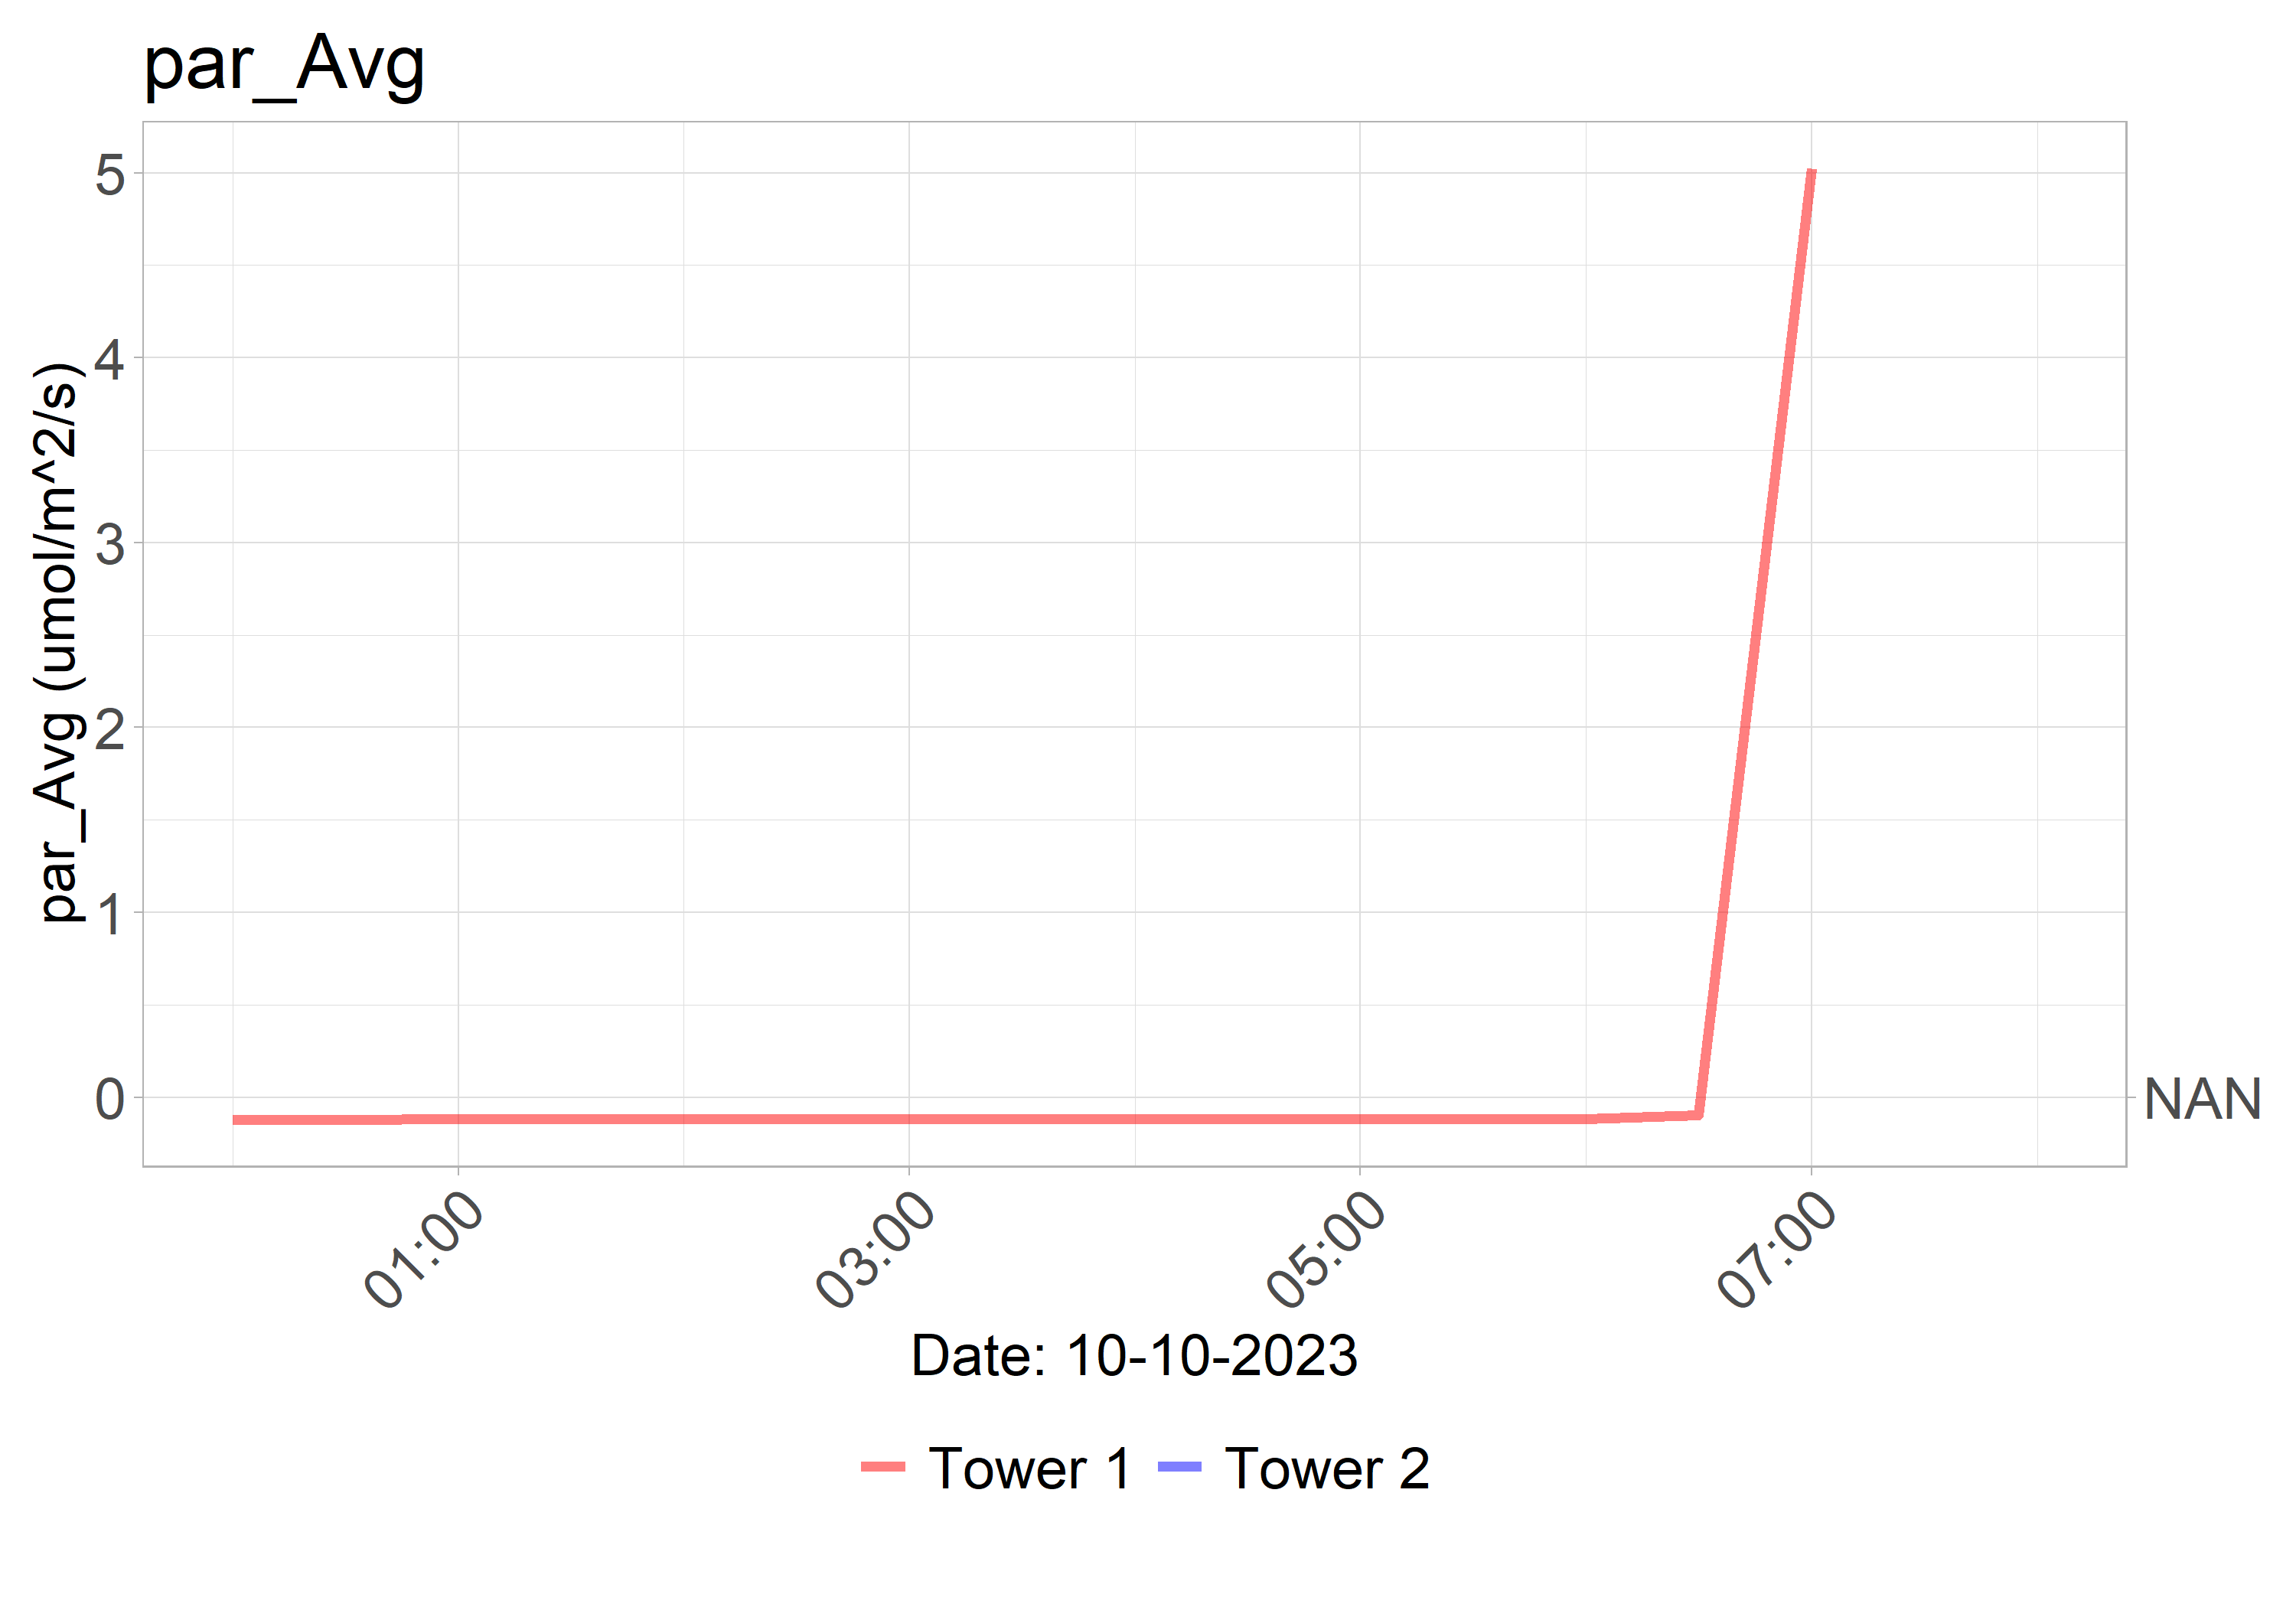 par_Avg
par_Avg (umol/m^2/s)
5
4
3
2
1
0
NAN
01:00
03:00
05:00
07:00
Date: 10-10-2023
Tower 1
Tower 2